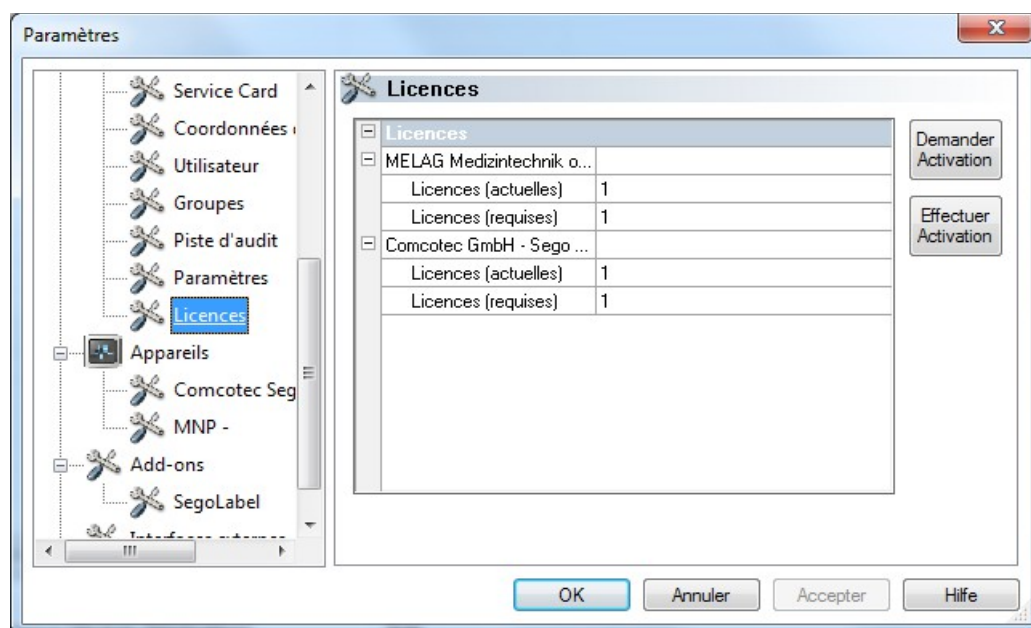 Paramètres
Service Card
Coordonnées
Utilisateur
Groupes
Piste d'audit
Paramètres
Licences
Appareils
Comcotec Seg
MNP -
Add-ons
SegoLabel
Licences
Licences
MELAG Medizintechnik o...
Licences (actuelles) 1
Licences (requises) 1
Comcotec GmbH - Sego ...
Licences (actuelles) 1
Licences (requises) 1
Demander
Activation
Effectuer
Activation
OK Annuler Accepter Hilfe